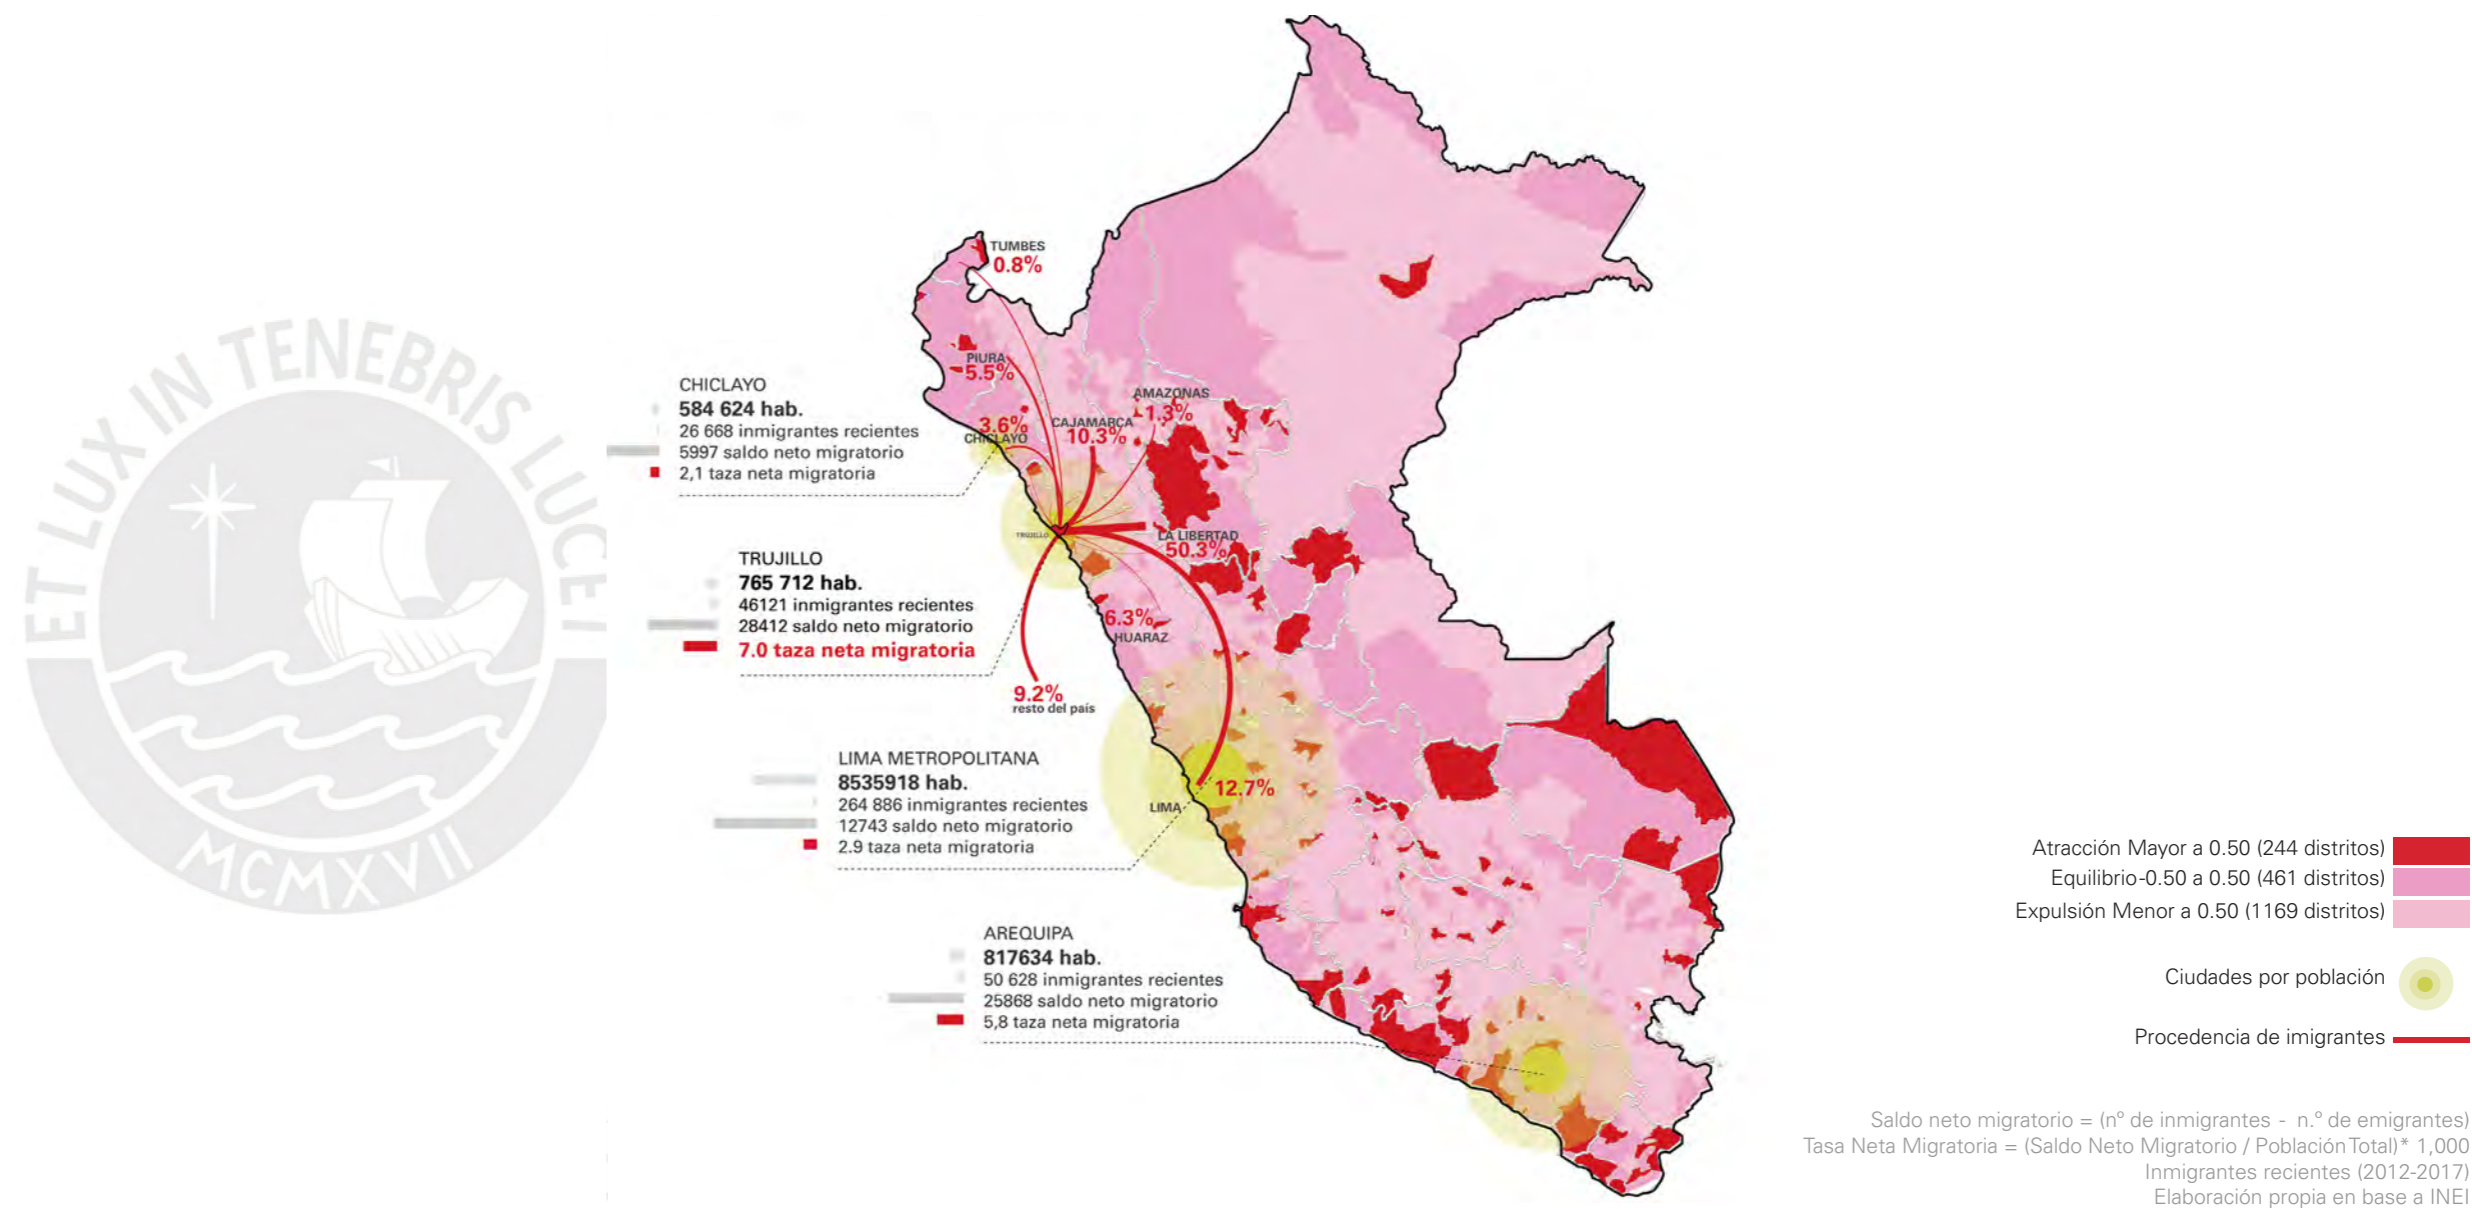 ET LUX IN TENEBRIS LUCET
MCMXVII
TUMBES
0.8%
PIURA
5.5%
3.6%
CHICLAYO
CAJAMARCA
10.3%
AMAZONAS
1.3%
TRUJILLO
LA LIBERTAD
50.3%
6.3%
HUARAZ
9.2%
resto del país
12.7%
LIMA
CHICLAYO
584 624 hab.
26 668 inmigrantes recientes
5997 saldo neto migratorio
2,1 taza neta migratoria
TRUJILLO
765 712 hab.
46121 inmigrantes recientes
28412 saldo neto migratorio
7.0 taza neta migratoria
LIMA METROPOLITANA
8535918 hab.
264 886 inmigrantes recientes
12743 saldo neto migratorio
2.9 taza neta migratoria
AREQUIPA
817634 hab.
50 628 inmigrantes recientes
25868 saldo neto migratorio
5,8 taza neta migratoria
Atracción Mayor a 0.50 (244 distritos)
Equilibrio-0.50 a 0.50 (461 distritos)
Expulsión Menor a 0.50 (1169 distritos)
Ciudades por población
Procedencia de imigrantes
Saldo neto migratorio = (nº de inmigrantes - n.º de emigrantes)
Tasa Neta Migratoria = (Saldo Neto Migratorio / Población Total)* 1,000
Inmigrantes recientes (2012-2017)
Elaboración propia en base a INEI